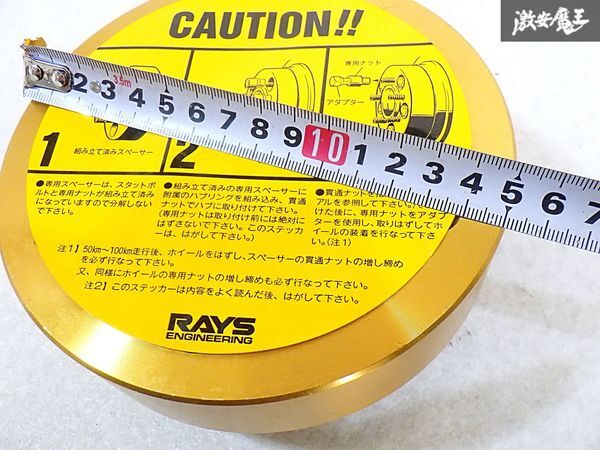 激安魔王
CAUTION!!
専用ナット
アダプター
2 3 3.5m 4 5 6 7 8 9 10 1 2 3 4 5 6 7
1
組み立て済みスペーサー
2
●専用スペーサーは、スタットボルトと専用ナットが組み立て済みになっていますので分解しないで下さい。
●組み立て済みの専用スペーサーに
附属のハブリングを組み込み、貫通
ナットでハブに取り付けて下さい。
(専用ナットは取り付け前には絶対に
はずさないで下さい。このステッカー
は、はがして下さい。)
●貫通ナットを
アルを参照して下さい。
けた後に、専用ナットをアダプ
ターを使用し、取りはずしてホ
イールの装着を行なって下さ
い。(注1)
注1】50km〜100km走行後、ホイールをはずし、スペーサーの貫通ナットの増し締め
を必ず行なって下さい。
又、同様にホイールの専用ナットの増し締めも必ず行なって下さい。
注2】このステッカーは内容をよく読んだ後、はがして下さい。
RAYS
ENGINEERING